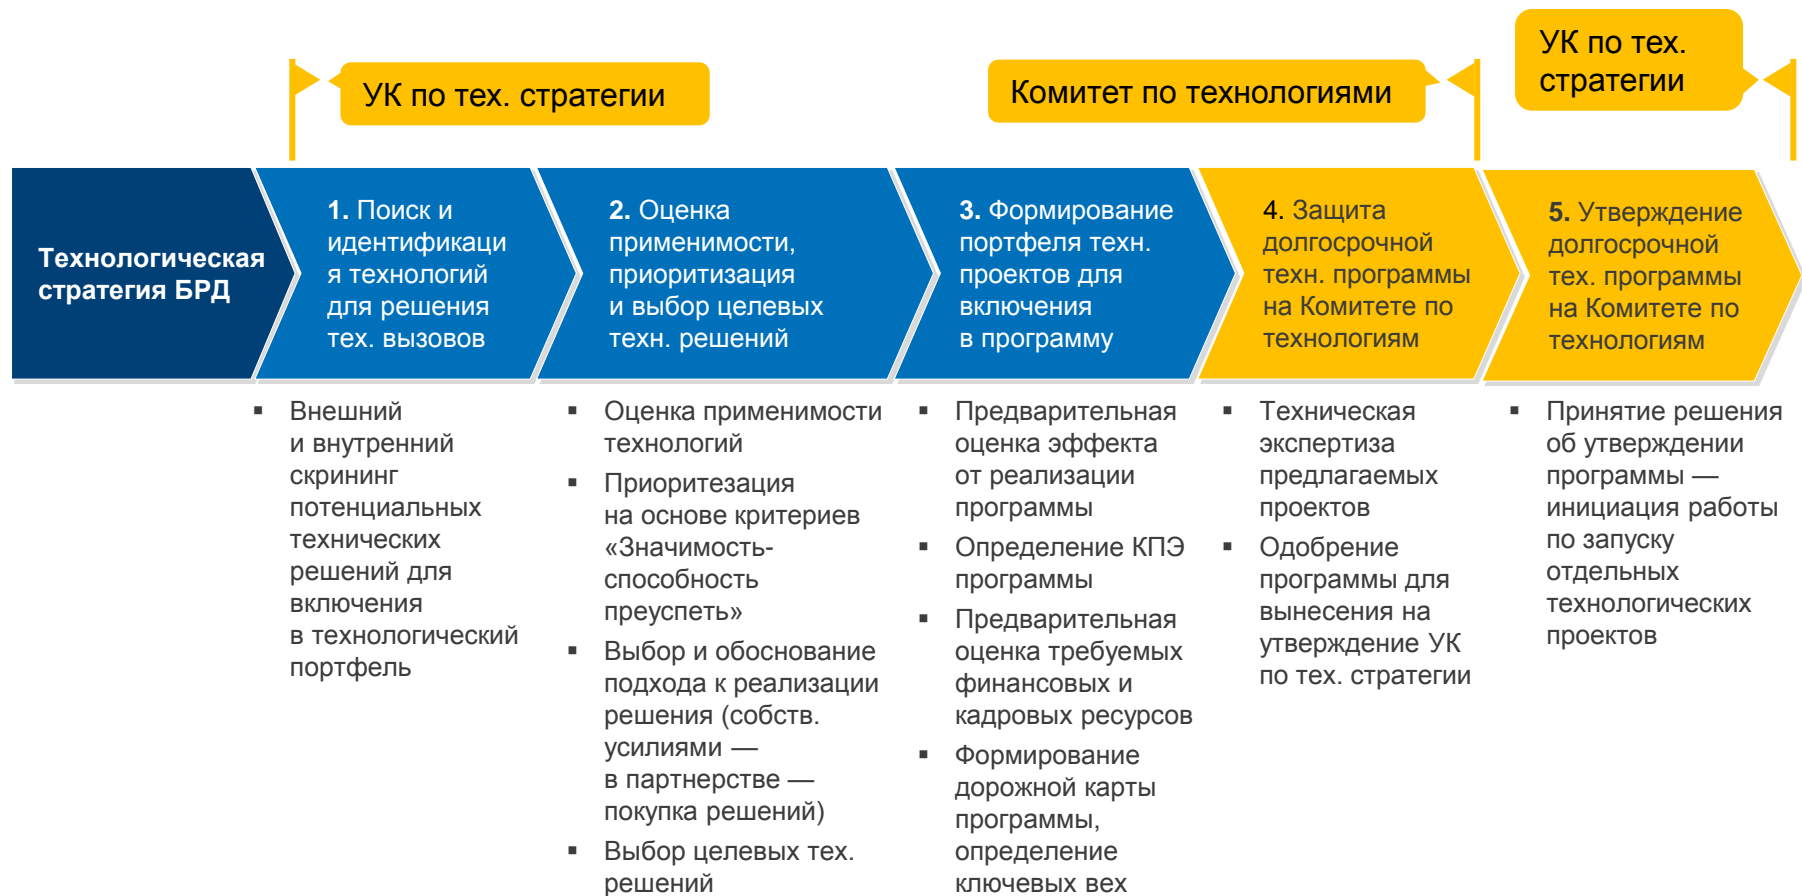 УК по тех. стратегии
Комитет по технологиями
УК по тех.
стратегии
Технологическая
стратегия БРД
1. Поиск и
идентификаци
я технологий
для решения
тех. вызовов
2. Оценка
применимости,
приоритизация
и выбор целевых
техн. решений
3. Формирование
портфеля техн.
проектов для
включения
в программу
4. Защита
долгосрочной
техн. программы
на Комитете по
технологиям
5. Утверждение
долгосрочной
тех. программы
на Комитете по
технологиям
▪ Внешний
и внутренний
скрининг
потенциальных
технических
решений для
включения
в технологический
портфель
▪ Оценка применимости
технологий
▪ Приоритезация
на основе критериев
«Значимость-
способность
преуспеть»
▪ Выбор и обоснование
подхода к реализации
решения (собств.
усилиями —
в партнерстве —
покупка решений)
▪ Выбор целевых тех.
решений
▪ Предварительная
оценка эффекта
от реализации
программы
▪ Определение КПЭ
программы
▪ Предварительная
оценка требуемых
финансовых и
кадровых ресурсов
▪ Формирование
дорожной карты
программы,
определение
ключевых вех
▪ Техническая
экспертиза
предлагаемых
проектов
▪ Одобрение
программы для
вынесения на
утверждение УК
по тех. стратегии
▪ Принятие решения
об утверждении
программы —
инициация работы
по запуску
отдельных
технологических
проектов